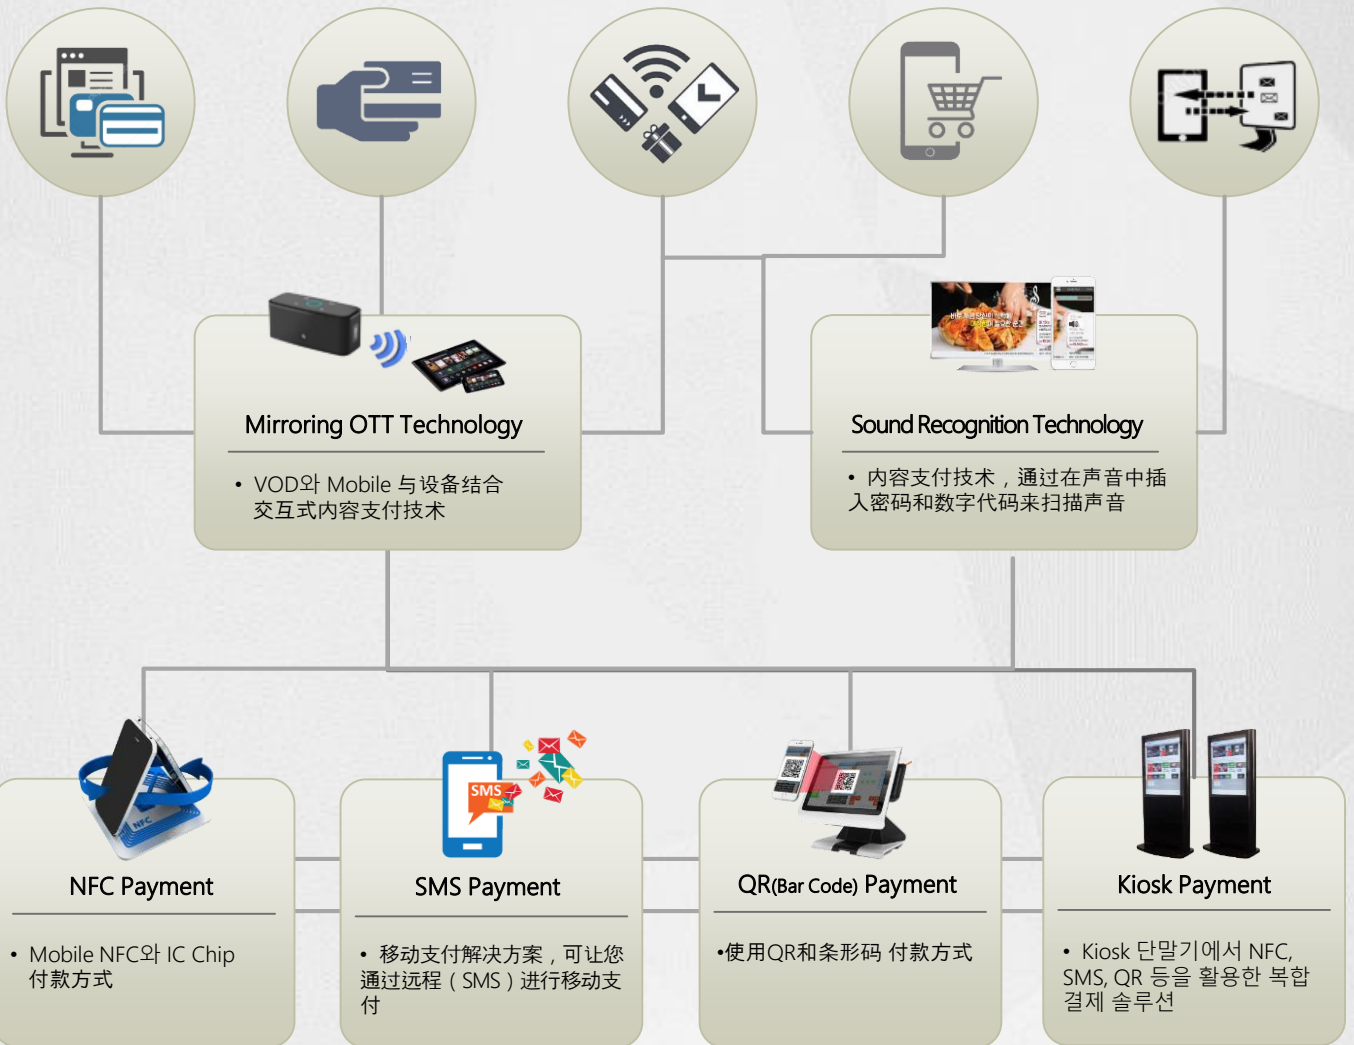 Mirroring OTT Technology
• VOD와 Mobile 与设备结合
交互式内容支付技术
Sound Recognition Technology
• 内容支付技术，通过在声音中插
入密码和数字代码来扫描声音
SMS
NFC
NFC Payment
• Mobile NFC와 IC Chip
付款方式
SMS Payment
• 移动支付解决方案，可让您
通过远程（SMS）进行移动支
付
QR(Bar Code) Payment
•使用QR和条形码 付款方式
Kiosk Payment
• Kiosk 단말기에서 NFC,
SMS, QR 등을 활용한 복합
결제 솔루션